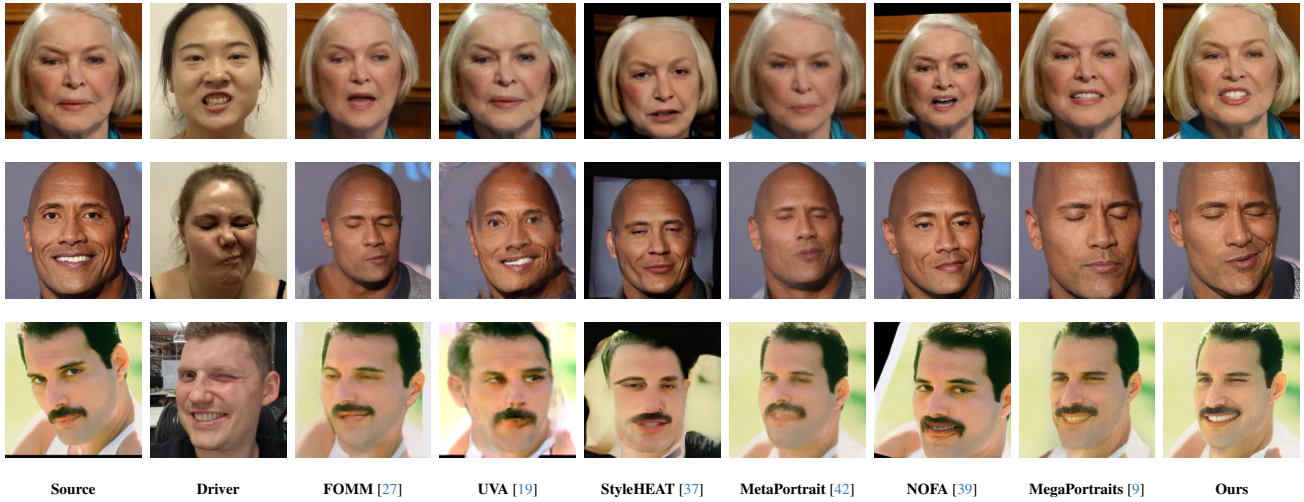 Source Driver FOMM [27] UVA [19] StyleHEAT [37] MetaPortrait [42] NOFA [39] MegaPortraits [9] Ours